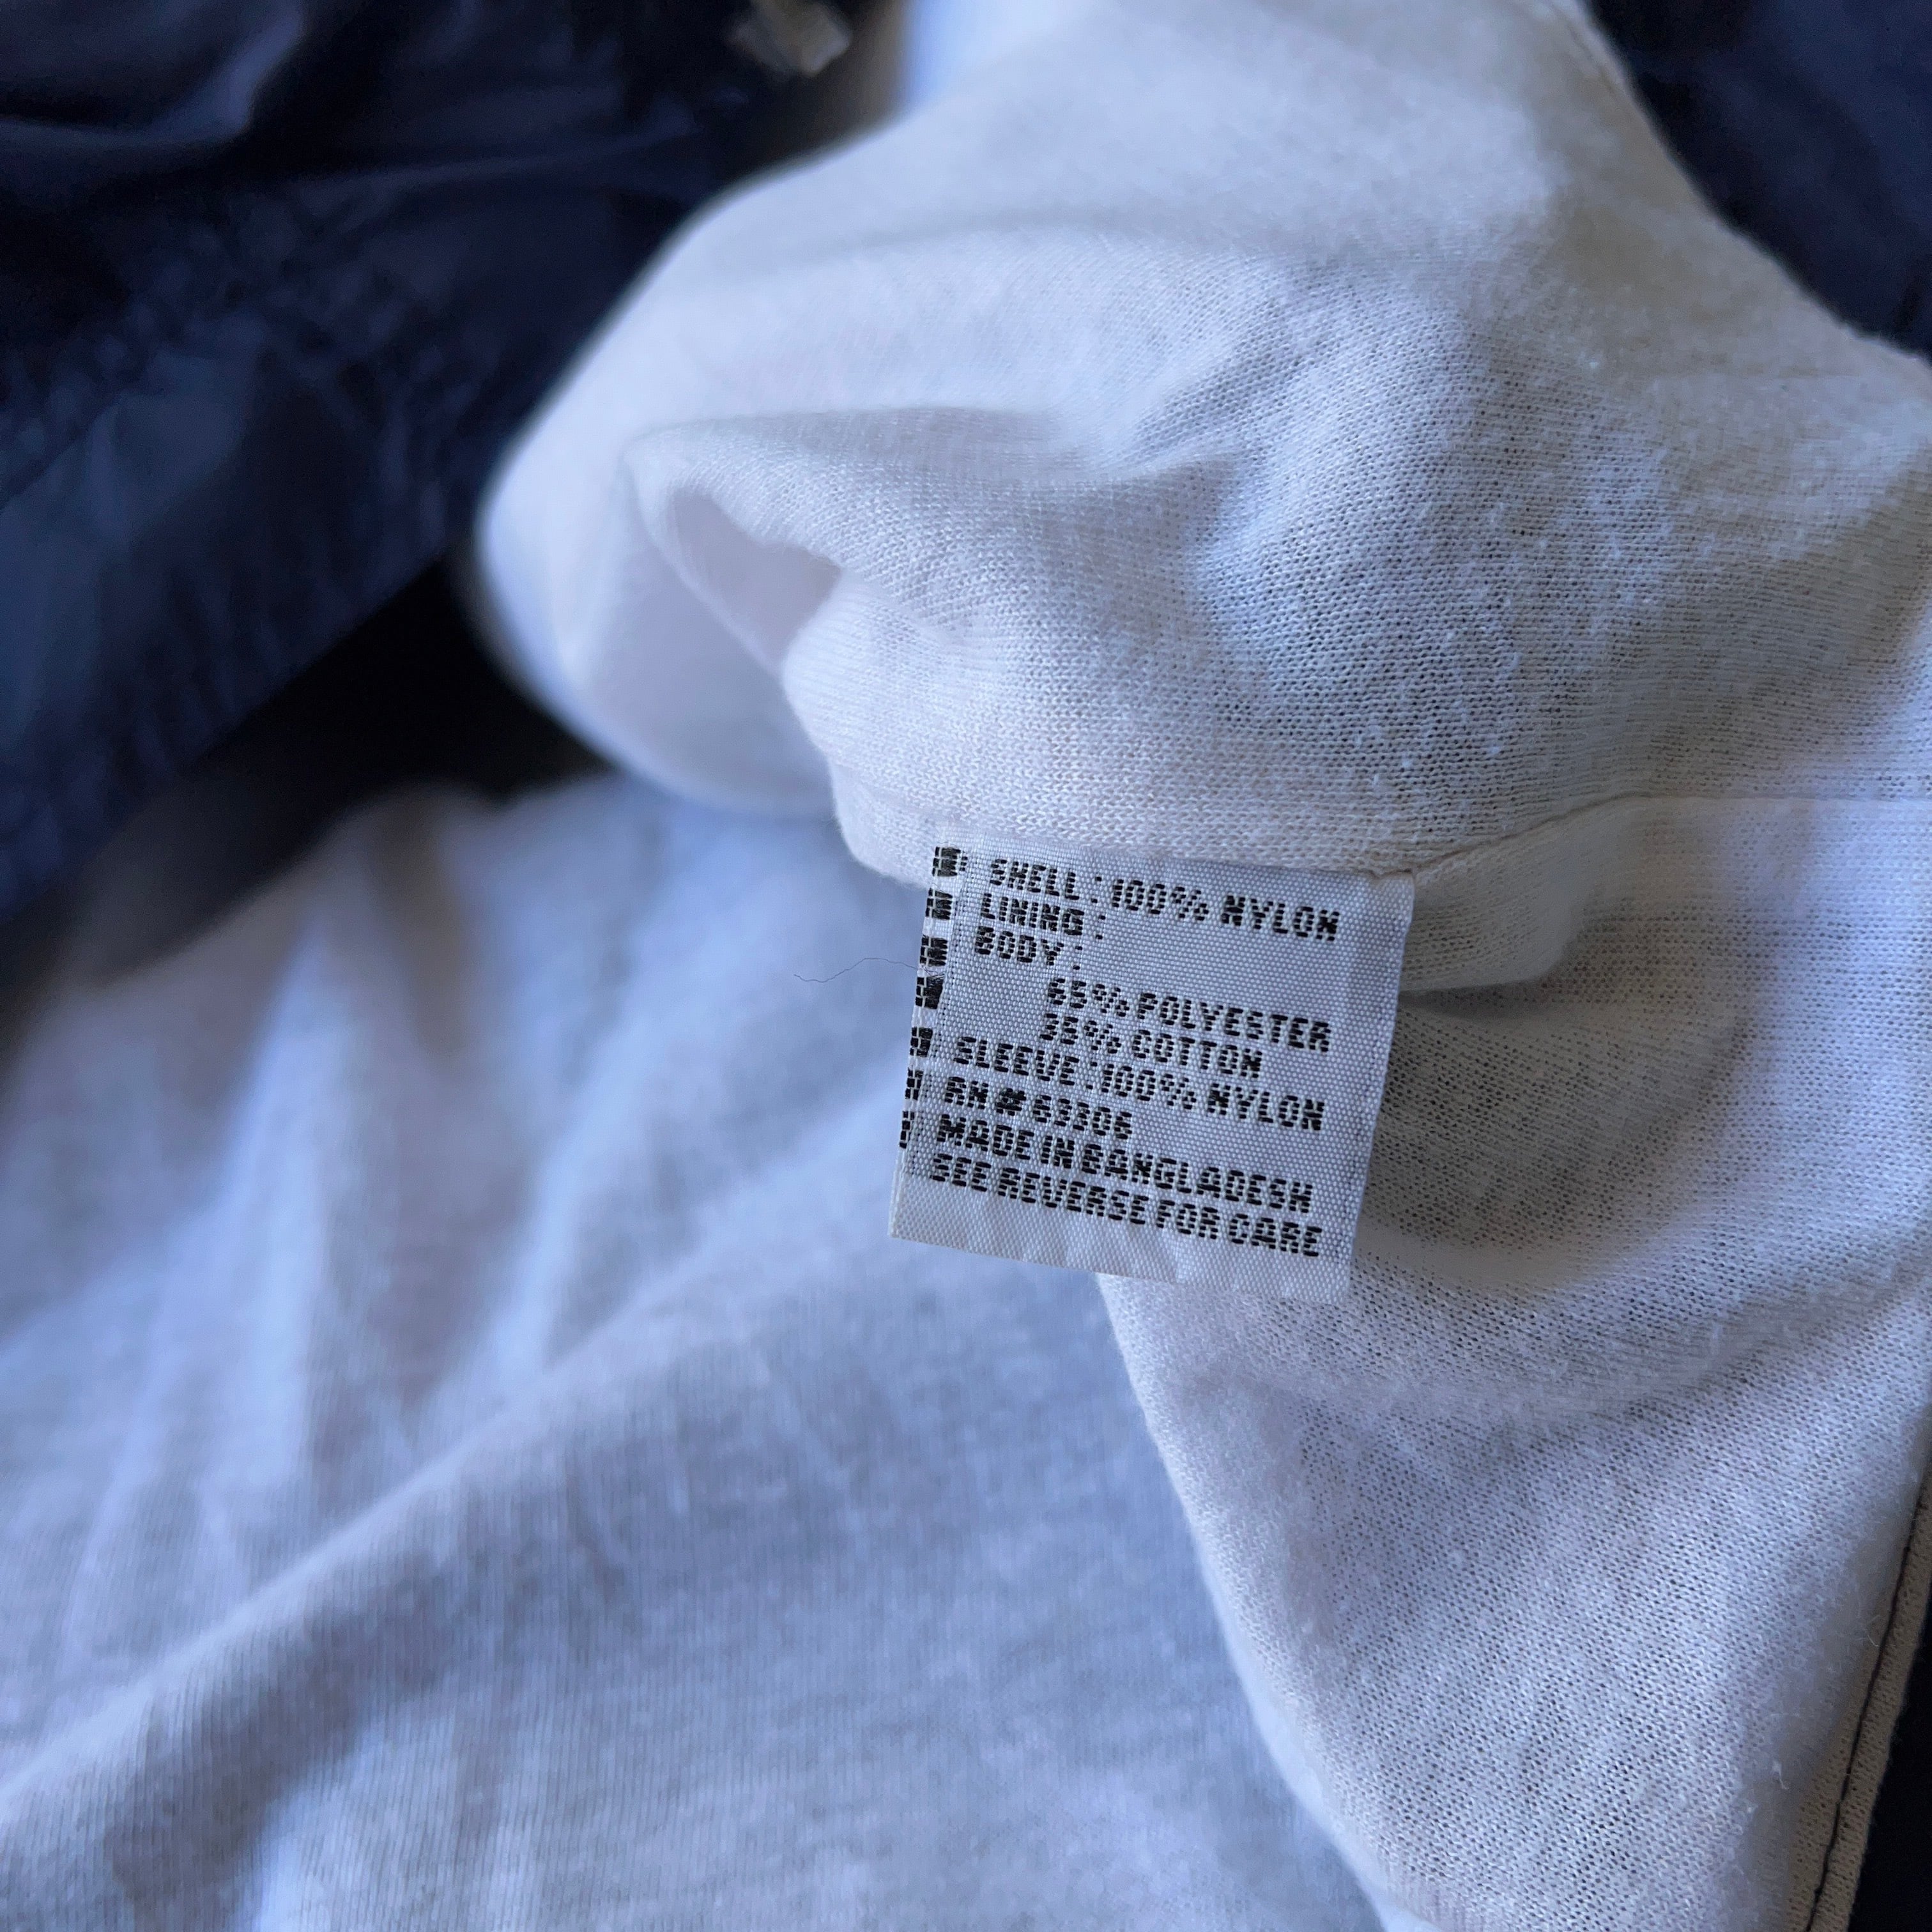 SHELL : 100% NYLON
LINING :
BODY :
65% POLYESTER
35% COTTON
SLEEVE : 100% NYLON
RN # 63306
MADE IN BANGLADESH
SEE REVERSE FOR CARE